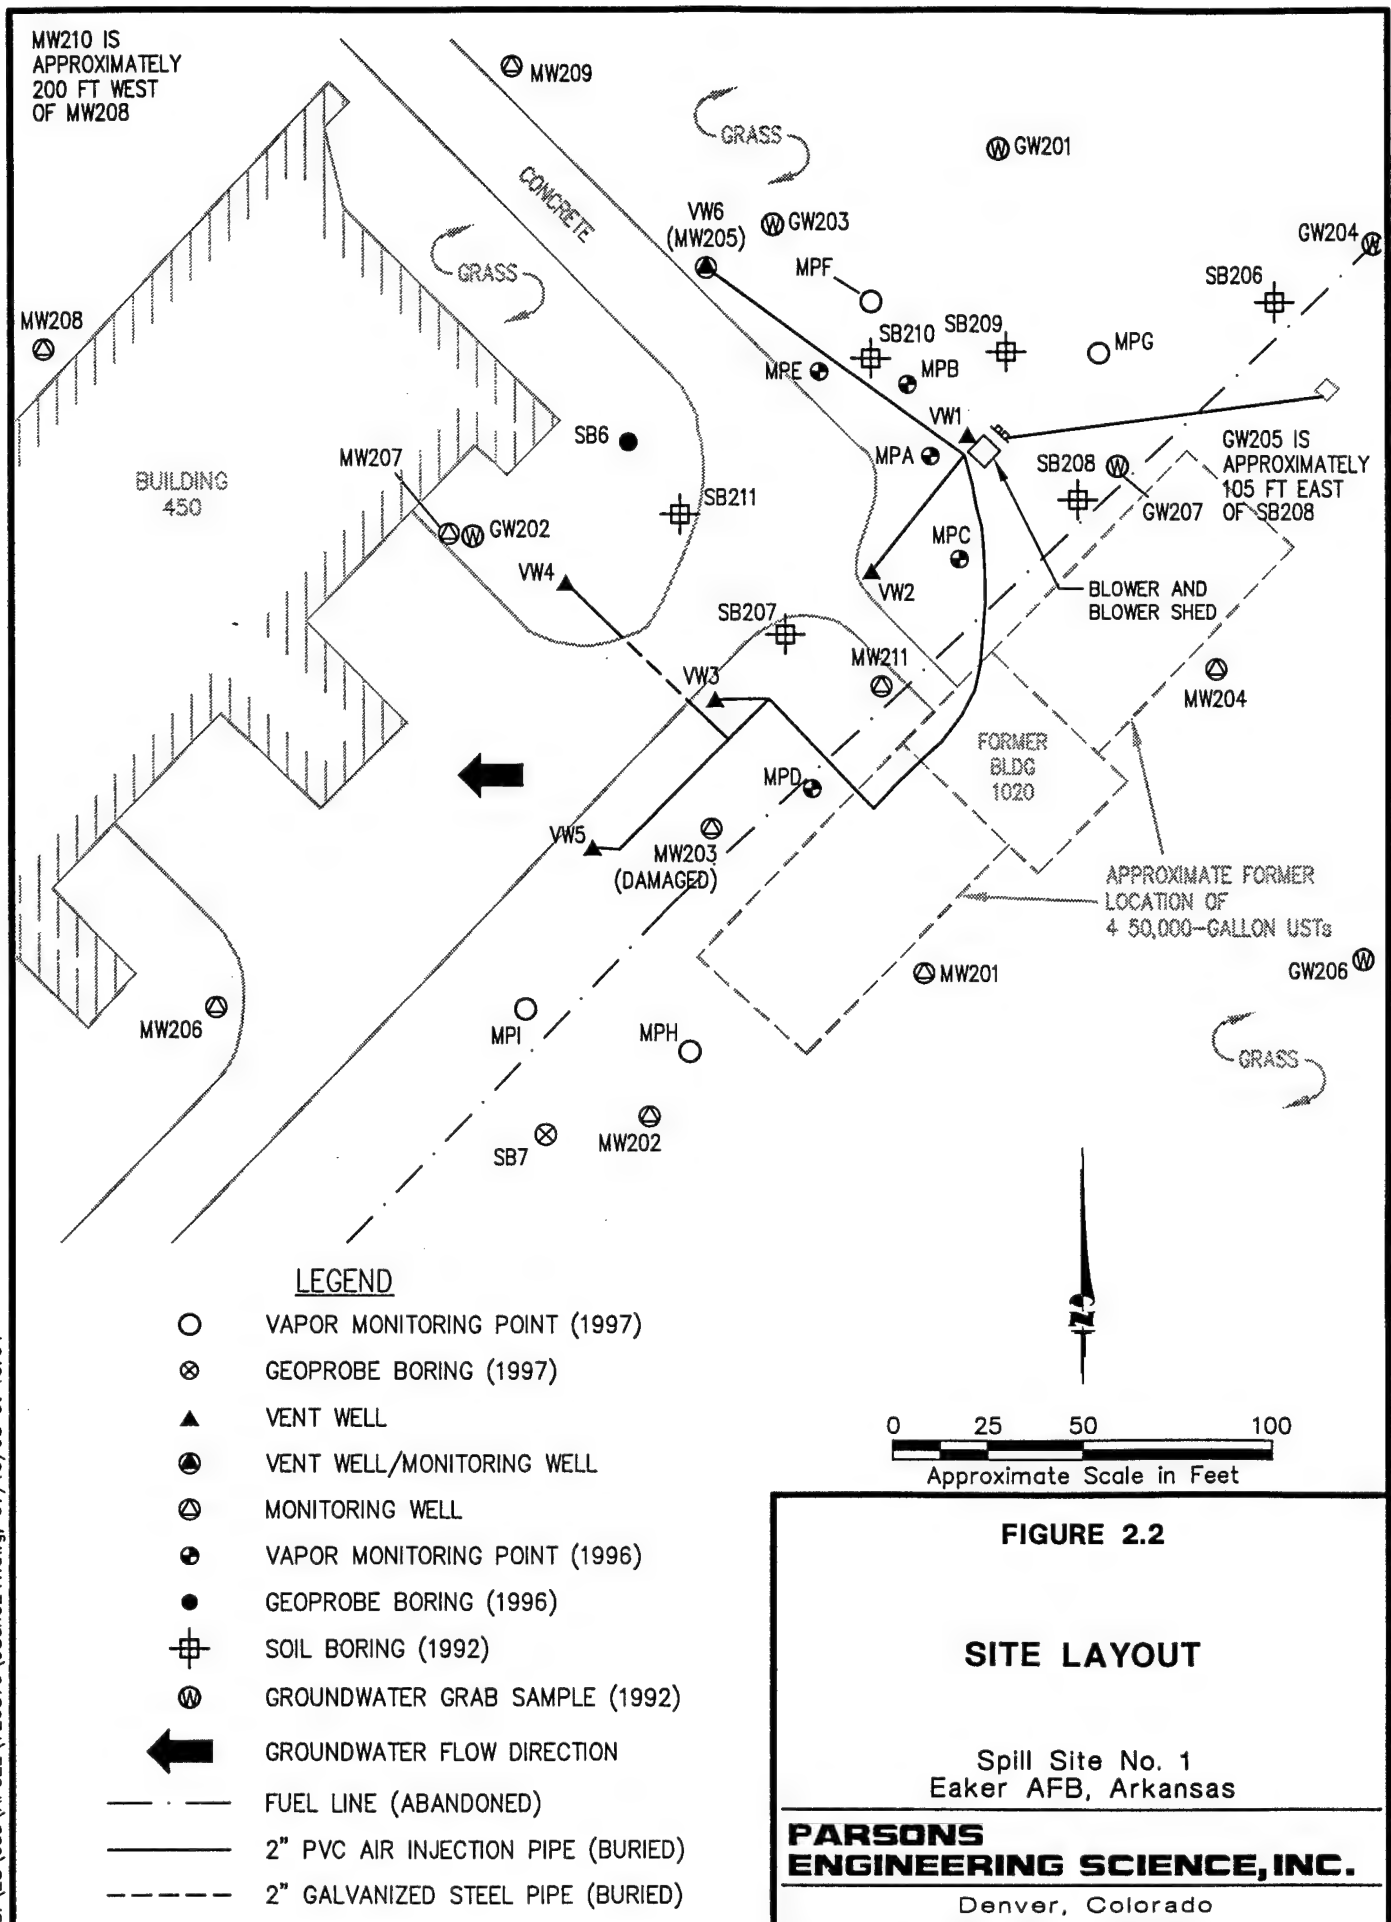 MW210 IS
APPROXIMATELY
200 FT WEST
OF MW208
MW209
GRASS
GW201
CONCRETE
VW6
(MW205)
GW203
GW204
GRASS
MPF
SB206
MW208
SB210
SB209
MPG
MPE
MPB
VW1
SB6
MW207
MPA
GW205 IS
APPROXIMATELY
105 FT EAST
OF SB208
SB208
BUILDING
450
SB211
GW207
GW202
MPC
VW4
VW2
BLOWER AND
BLOWER SHED
SB207
MW211
VW3
MW204
FORMER
BLDG
1020
MPD
VW5
MW203
(DAMAGED)
APPROXIMATE FORMER
LOCATION OF
4 50,000-GALLON USTs
MW201
GW206
MW206
MPI
MPH
GRASS
SB7
MW202
N
LEGEND
VAPOR MONITORING POINT (1997)
GEOPROBE BORING (1997)
VENT WELL
VENT WELL/MONITORING WELL
MONITORING WELL
VAPOR MONITORING POINT (1996)
GEOPROBE BORING (1996)
SOIL BORING (1992)
W GROUNDWATER GRAB SAMPLE (1992)
GROUNDWATER FLOW DIRECTION
FUEL LINE (ABANDONED)
2" PVC AIR INJECTION PIPE (BURIED)
2" GALVANIZED STEEL PIPE (BURIED)
0 25 50 100
Approximate Scale in Feet
FIGURE 2.2
SITE LAYOUT
Spill Site No. 1
Eaker AFB, Arkansas
PARSONS
ENGINEERING SCIENCE, INC.
Denver, Colorado